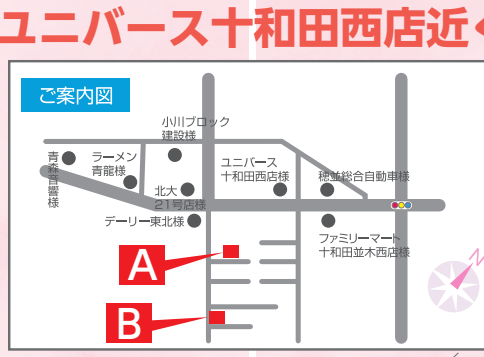 ユニバース十和田西店近く
ご案内図
小川ブロック
建設様
青森音響様
ラーメン
青龍様
ユニバース
十和田西店様
穂並総合自動車様
北大
21号店様
デーリー東北様
ファミリーマート
十和田並木西店様
A
B
N